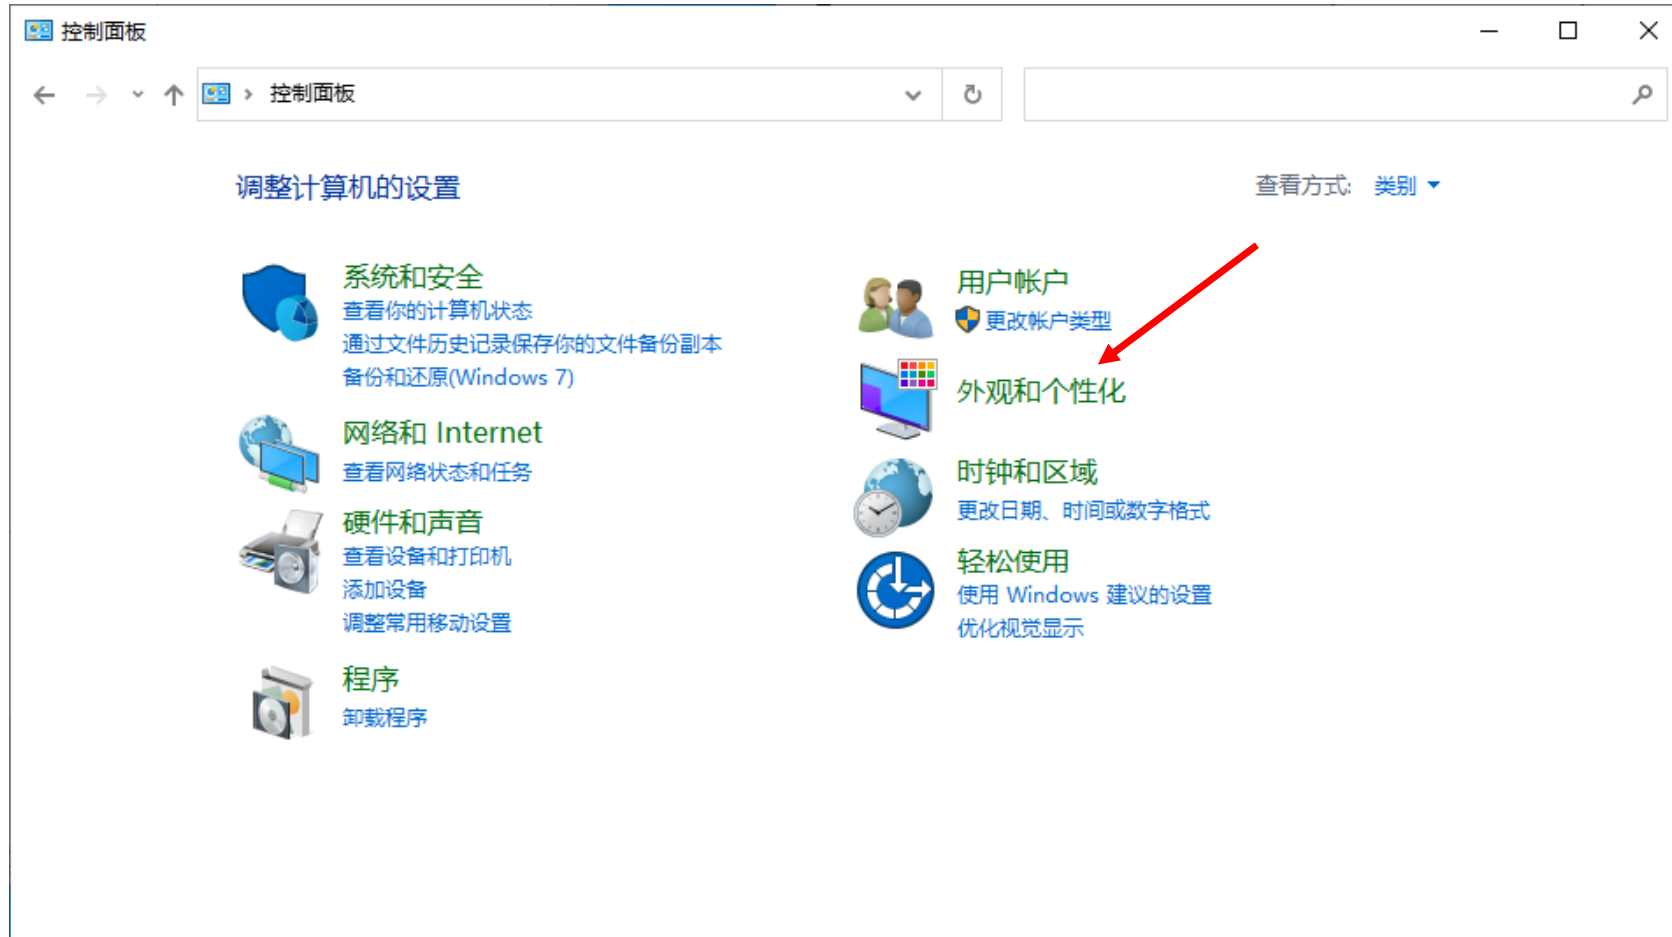 控制面板
控制面板
调整计算机的设置
查看方式: 类别
系统和安全
查看你的计算机状态
通过文件历史记录保存你的文件备份副本
备份和还原(Windows 7)
网络和 Internet
查看网络状态和任务
硬件和声音
查看设备和打印机
添加设备
调整常用移动设置
程序
卸载程序
用户帐户
更改帐户类型
外观和个性化
时钟和区域
更改日期、时间或数字格式
轻松使用
使用 Windows 建议的设置
优化视觉显示